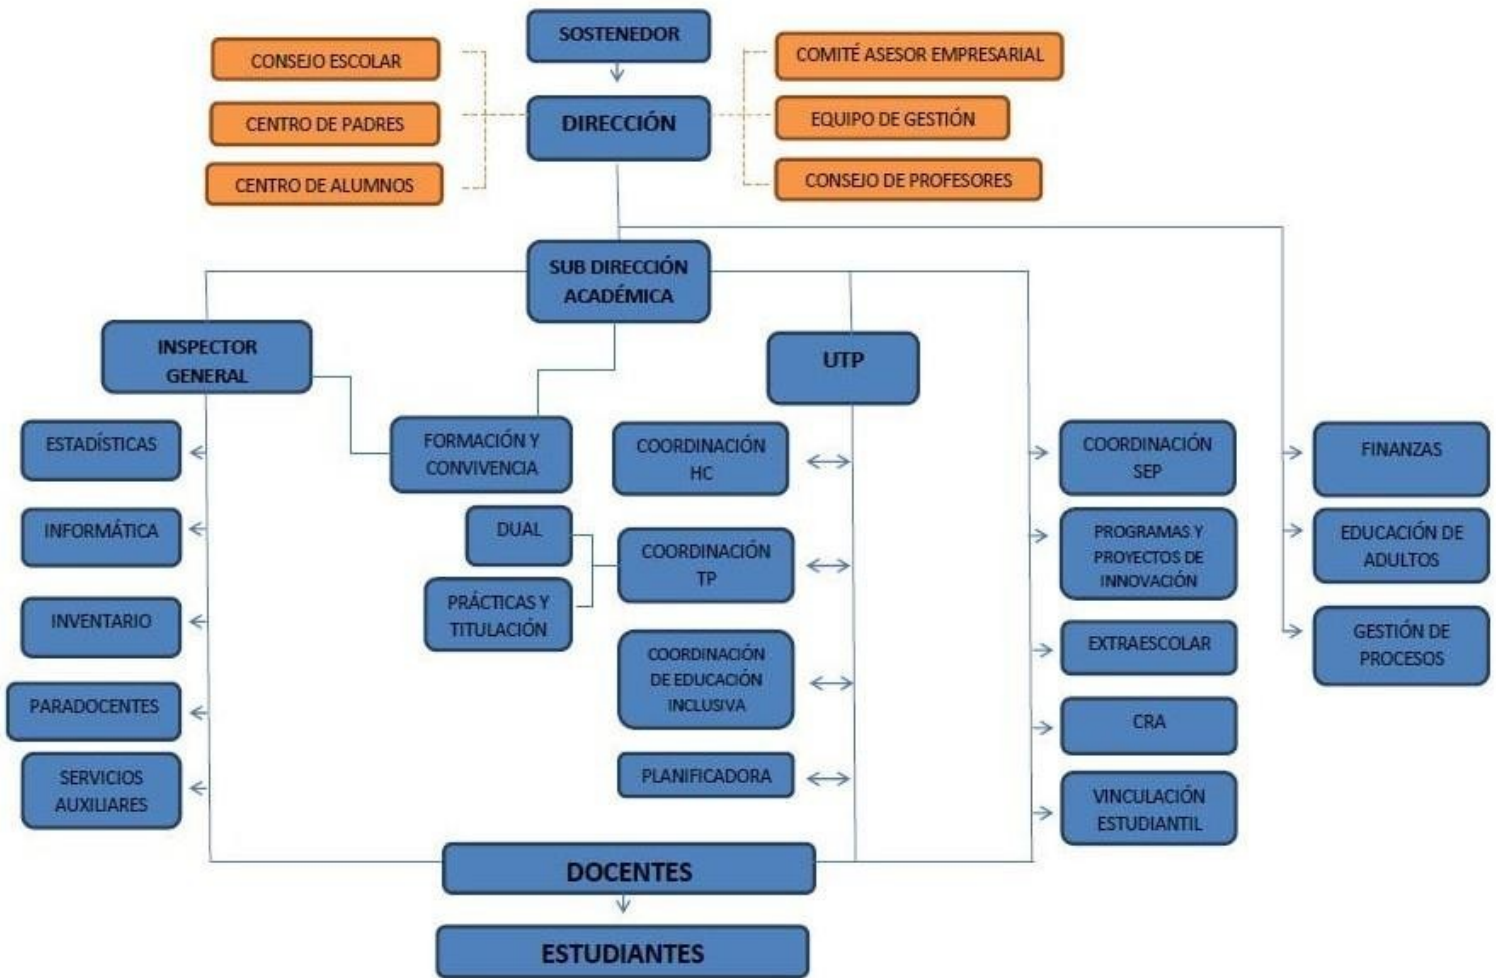 SOSTENEDOR
CONSEJO ESCOLAR
COMITÉ ASESOR EMPRESARIAL
CENTRO DE PADRES
DIRECCIÓN
EQUIPO DE GESTIÓN
CENTRO DE ALUMNOS
CONSEJO DE PROFESORES
SUB DIRECCIÓN
ACADÉMICA
INSPECTOR
GENERAL
UTP
ESTADÍSTICAS
INFORMÁTICA
INVENTARIO
PARADOCENTES
SERVICIOS
AUXILIARES
FORMACIÓN Y
CONVIVENCIA
DUAL
PRÁCTICAS Y
TITULACIÓN
COORDINACIÓN
HC
COORDINACIÓN
TP
COORDINACIÓN
DE EDUCACIÓN
INCLUSIVA
PLANIFICADORA
COORDINACIÓN
SEP
PROGRAMAS Y
PROYECTOS DE
INNOVACIÓN
EXTRAESCOLAR
CRA
VINCULACIÓN
ESTUDIANTIL
FINANZAS
EDUCACIÓN DE
ADULTOS
GESTIÓN DE
PROCESOS
DOCENTES
ESTUDIANTES